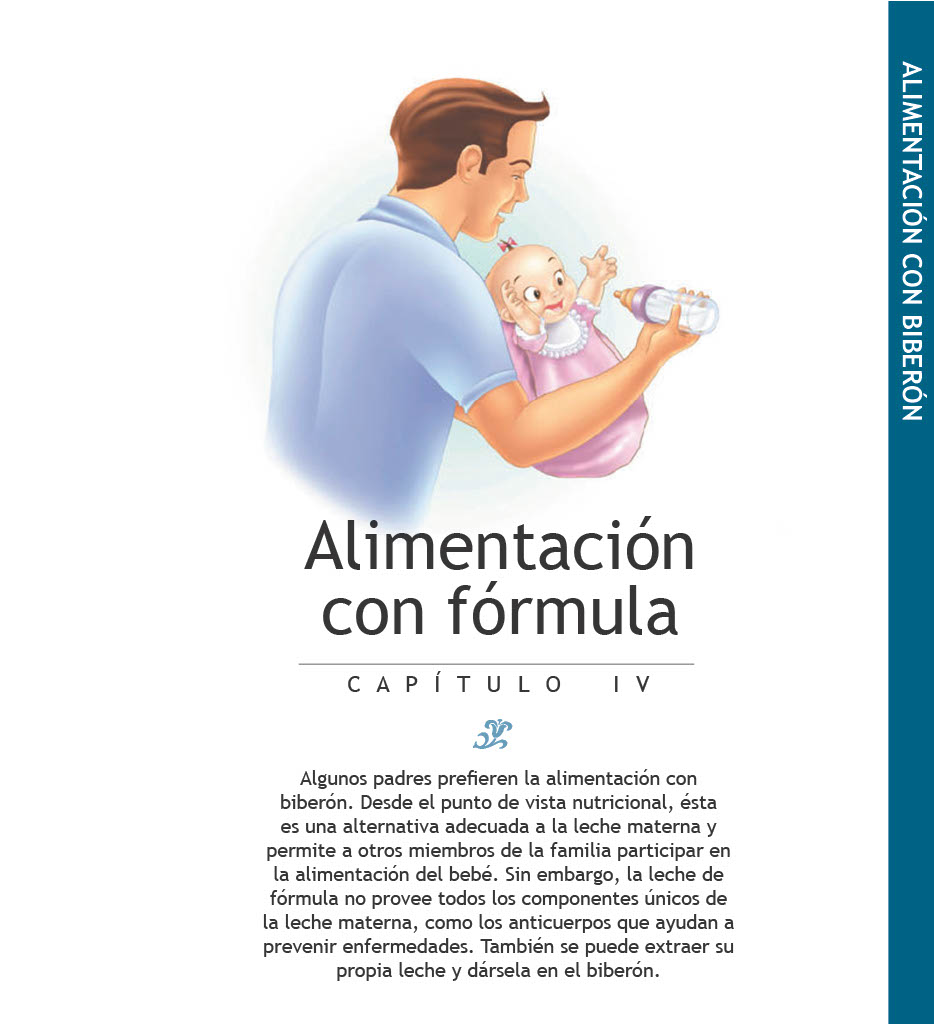 ALIMENTACIÓN CON BIBERÓN
Alimentación
con fórmula
CAPÍTULO IV
Algunos padres prefieren la alimentación con
biberón. Desde el punto de vista nutricional, ésta
es una alternativa adecuada a la leche materna y
permite a otros miembros de la familia participar en
la alimentación del bebé. Sin embargo, la leche de
fórmula no provee todos los componentes únicos de
la leche materna, como los anticuerpos que ayudan a
prevenir enfermedades. También se puede extraer su
propia leche y dársela en el biberón.